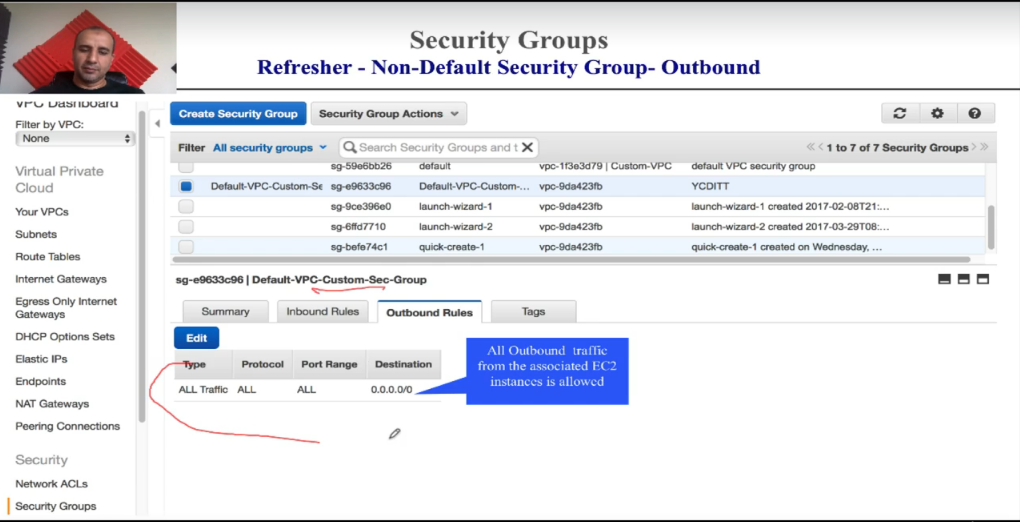 Security Groups
Refresher - Non-Default Security Group- Outbound
VPC Dashboard
Filter by VPC:
None
Virtual Private
Cloud
Your VPCs
Subnets
Route Tables
Internet Gateways
Egress Only Internet
Gateways
DHCP Options Sets
Elastic IPs
Endpoints
NAT Gateways
Peering Connections
Security
Network ACLs
Security Groups
Create Security Group Security Group Actions
Filter All security groups Search Security Groups and t 1 to 7 of 7 Security Groups
sg-59e6bb26 default vpc-1f3e3d79 | Custom-VPC default VPC security group
Default-VPC-Custom-Se sg-e9633c96 Default-VPC-Custom-... vpc-9da423fb YCDITT
sg-9ce396e0 launch-wizard-1 vpc-9da423fb launch-wizard-1 created 2017-02-08T21:...
sg-6ffd7710 launch-wizard-2 vpc-9da423fb launch-wizard-2 created 2017-03-29T08:...
sg-befe74c1 quick-create-1 vpc-9da423fb quick-create-1 created on Wednesday, ...
sg-e9633c96 | Default-VPC-Custom-Sec-Group
Summary Inbound Rules Outbound Rules Tags
Edit
Type Protocol Port Range Destination
ALL Traffic ALL ALL 0.0.0.0/0
All Outbound traffic
from the associated EC2
instances is allowed